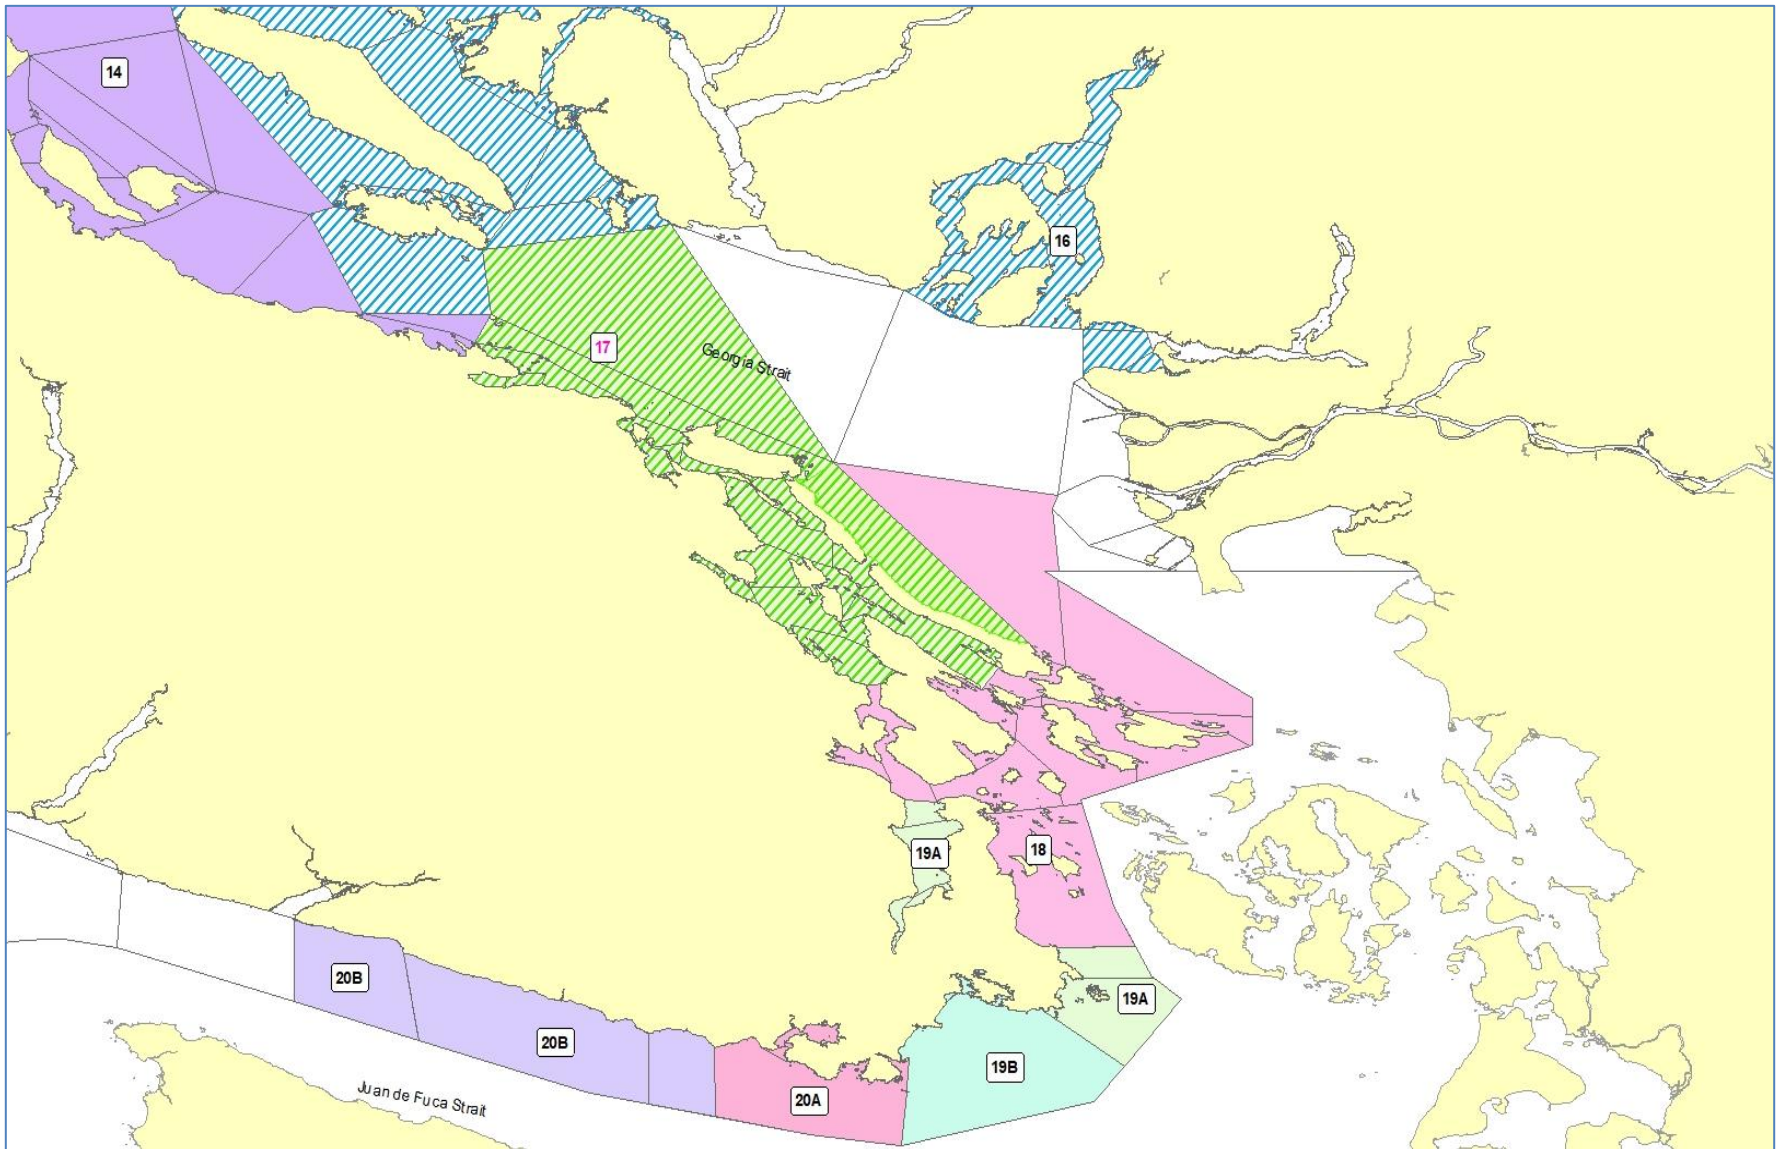 14
16
17
Georgia Strait
19A
18
20B
19A
20B
19B
20A
Juan de Fuca Strait